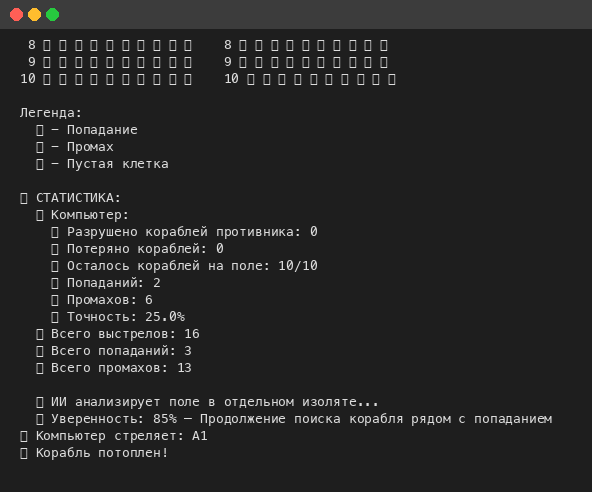 8 ▯ ▯ ▯ ▯ ▯ ▯ ▯ ▯ ▯ ▯ 8 ▯ ▯ ▯ ▯ ▯ ▯ ▯ ▯ ▯ ▯
9 ▯ ▯ ▯ ▯ ▯ ▯ ▯ ▯ ▯ ▯ 9 ▯ ▯ ▯ ▯ ▯ ▯ ▯ ▯ ▯ ▯
10 ▯ ▯ ▯ ▯ ▯ ▯ ▯ ▯ ▯ ▯ 10 ▯ ▯ ▯ ▯ ▯ ▯ ▯ ▯ ▯ ▯
Легенда:
▯ — Попадание
▯ — Промах
▯ — Пустая клетка
▯ СТАТИСТИКА:
▯ Компьютер:
▯ Разрушено кораблей противника: 0
▯ Потеряно кораблей: 0
▯ Осталось кораблей на поле: 10/10
▯ Попаданий: 2
▯ Промахов: 6
▯ Точность: 25.0%
▯ Всего выстрелов: 16
▯ Всего попаданий: 3
▯ Всего промахов: 13
▯ ИИ анализирует поле в отдельном изоляте...
▯ Уверенность: 85% — Продолжение поиска корабля рядом с попаданием
▯ Компьютер стреляет: A1
▯ Корабль потоплен!